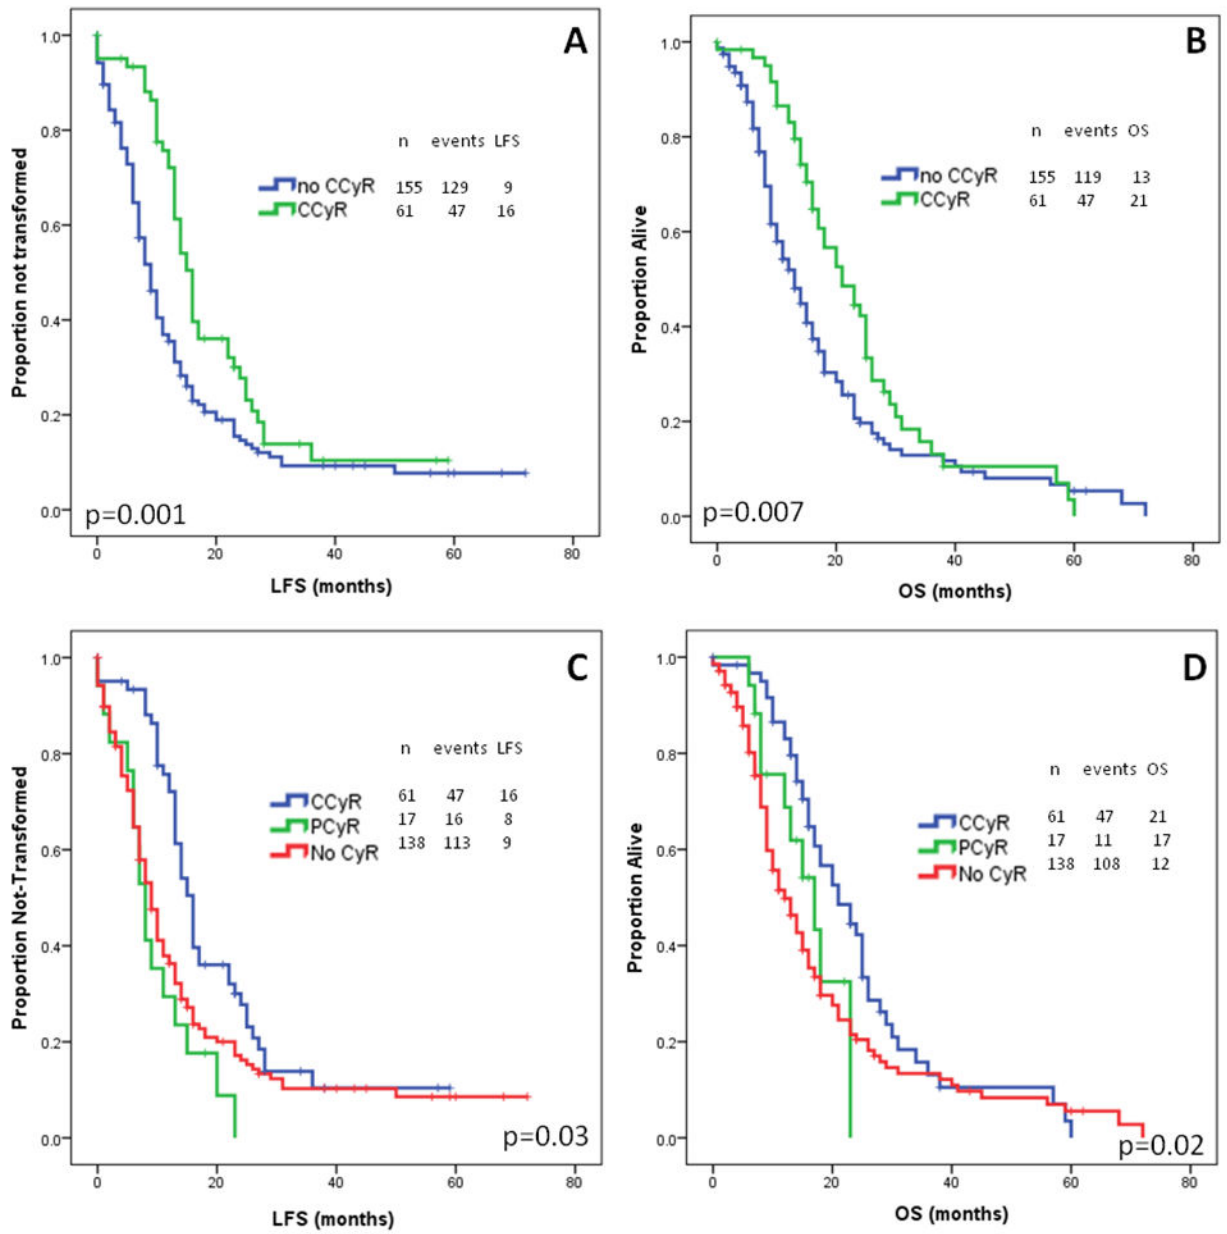 A
1.0
0.8
0.6
0.4
0.2
0.0
Proportion not transformed
n events LFS
no CCyR 155 129 9
CCyR 61 47 16
p=0.001
0 20 40 60 80
LFS (months)
B
1.0
0.8
0.6
0.4
0.2
0.0
Proportion Alive
n events OS
no CCyR 155 119 13
CCyR 61 47 21
p=0.007
0 20 40 60 80
OS (months)
C
1.0
0.8
0.6
0.4
0.2
0.0
Proportion Not-Transformed
n events LFS
CCyR 61 47 16
PCyR 17 16 8
No CyR 138 113 9
p=0.03
0 20 40 60 80
LFS (months)
D
1.0
0.8
0.6
0.4
0.2
0.0
Proportion Alive
n events OS
CCyR 61 47 21
PCyR 17 11 17
No CyR 138 108 12
p=0.02
0 20 40 60 80
OS (months)